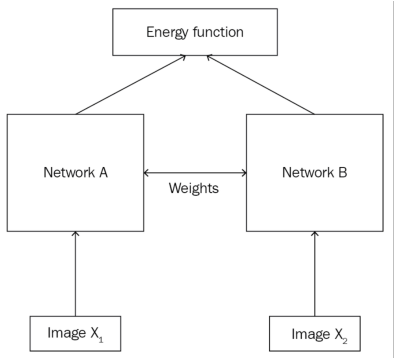 Energy function
Network A
Network B
Weights
Image X₁
Image X₂